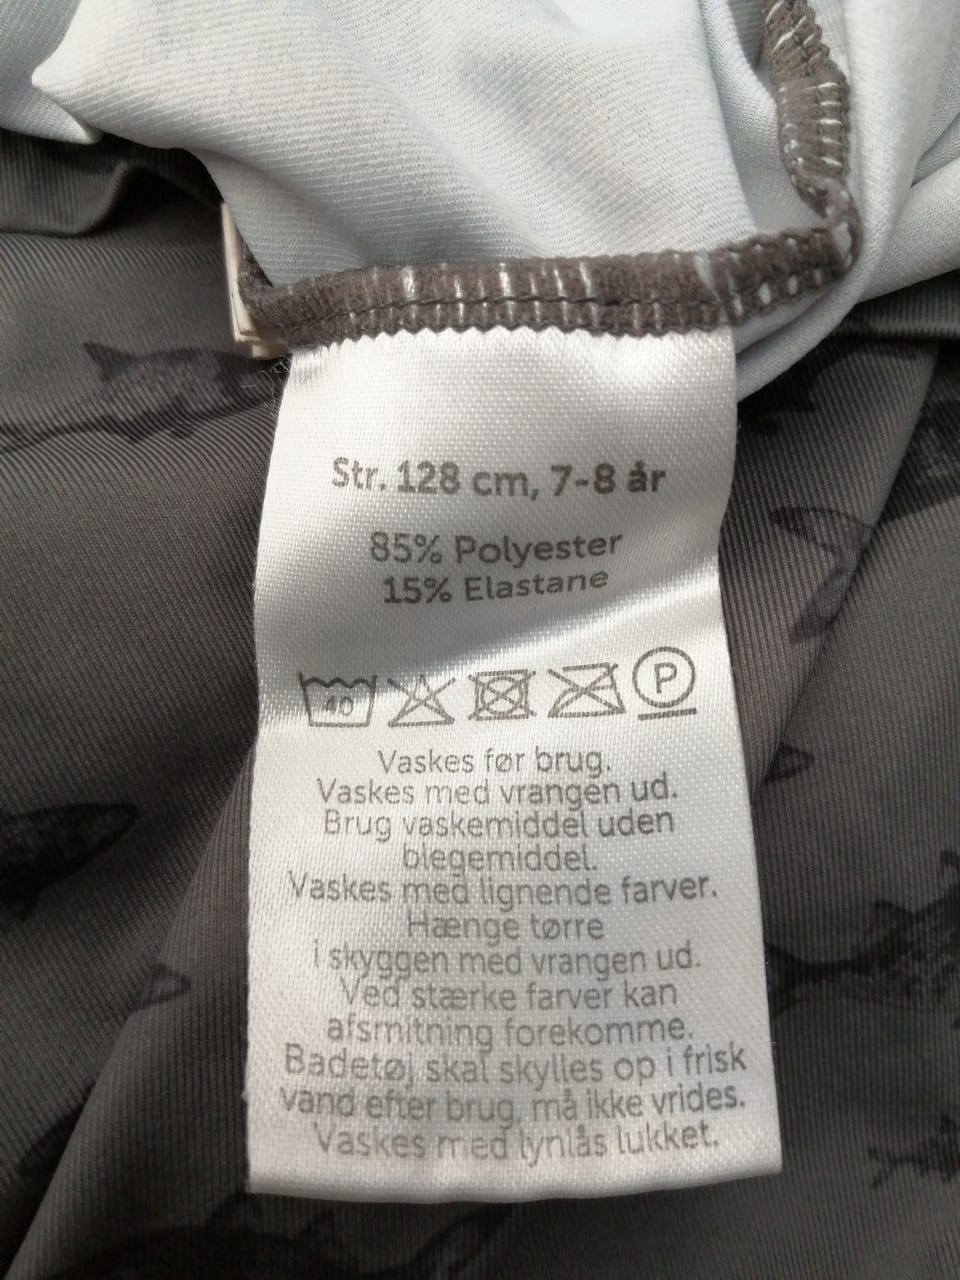 Str. 128 cm, 7-8 år
85% Polyester
15% Elastane
40 P
Vaskes før brug.
Vaskes med vrangen ud.
Brug vaskemiddel uden
blegemiddel.
Vaskes med lignende farver.
Hænge tørre
i skyggen med vrangen ud.
Ved stærke farver kan
afsmitning forekomme.
Badetøj skal skylles op i frisk
vand efter brug, må ikke vrides.
Vaskes med lynlås lukket.